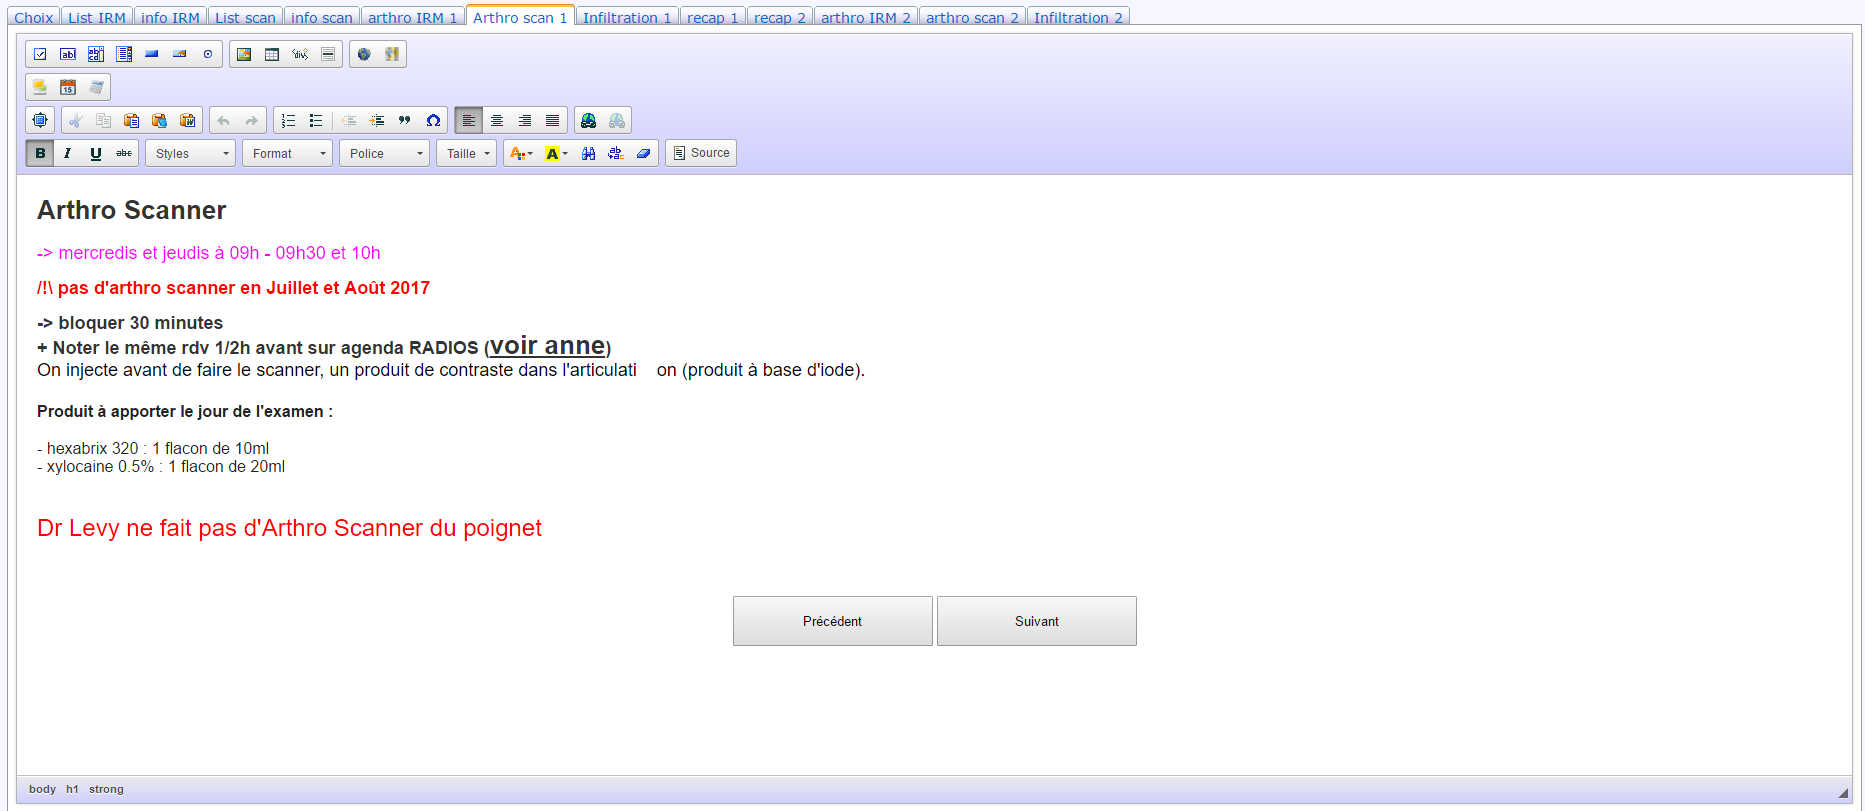 Choix List IRM info IRM List scan info scan arthro IRM 1 Arthro scan 1 Infiltration 1 recap 1 recap 2 arthro IRM 2 arthro scan 2 Infiltration 2
B I U abc Styles Format Police Taille A A Source
Arthro Scanner
-> mercredis et jeudis à 09h - 09h30 et 10h
/!\ pas d'arthro scanner en Juillet et Août 2017
-> bloquer 30 minutes
+ Noter le même rdv 1/2h avant sur agenda RADIOS (voir anne)
On injecte avant de faire le scanner, un produit de contraste dans l'articulati on (produit à base d'iode).
Produit à apporter le jour de l'examen :
- hexabrix 320 : 1 flacon de 10ml
- xylocaine 0.5% : 1 flacon de 20ml
Dr Levy ne fait pas d'Arthro Scanner du poignet
Précédent Suivant
body h1 strong